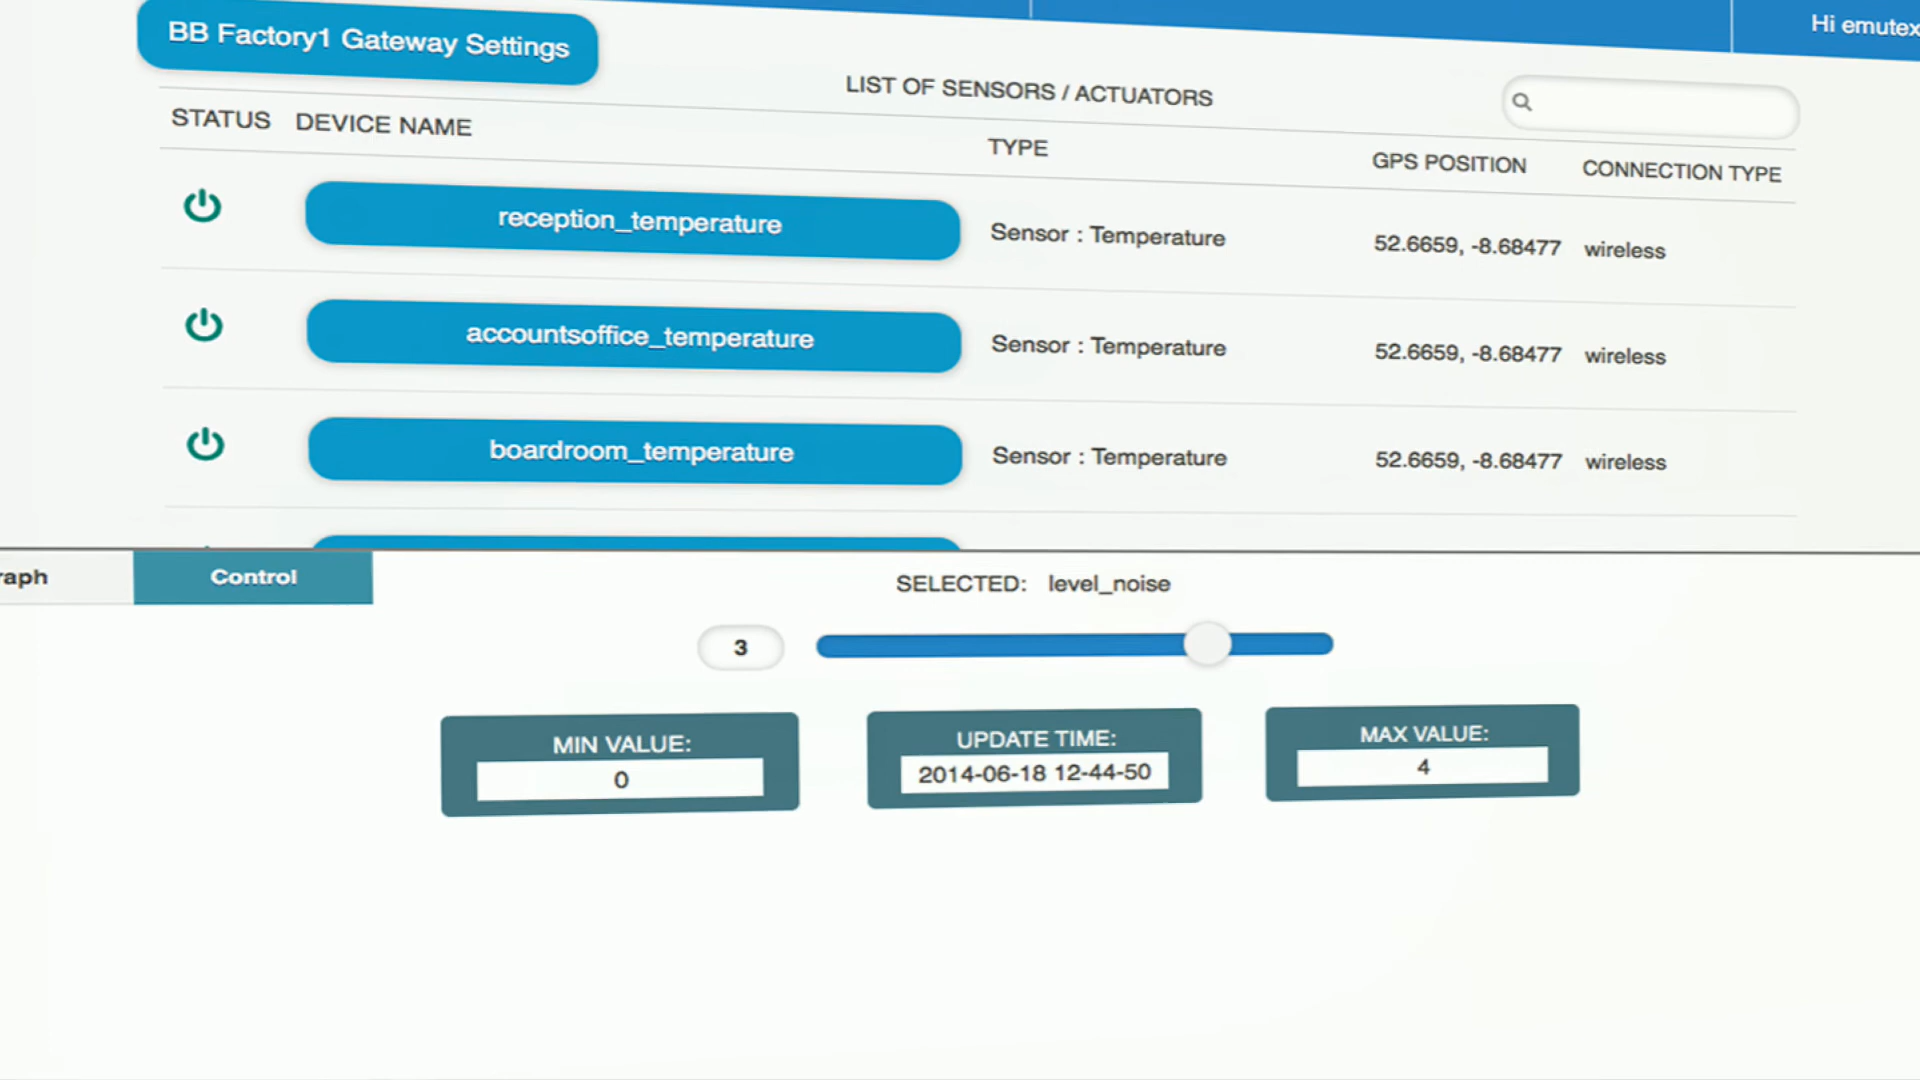 Hi emutex
BB Factory1 Gateway Settings
LIST OF SENSORS / ACTUATORS
STATUS DEVICE NAME TYPE GPS POSITION CONNECTION TYPE
reception_temperature Sensor : Temperature 52.6659, -8.68477 wireless
accountsoffice_temperature Sensor : Temperature 52.6659, -8.68477 wireless
boardroom_temperature Sensor : Temperature 52.6659, -8.68477 wireless
raph Control SELECTED: level_noise
3
MIN VALUE: UPDATE TIME: MAX VALUE:
0 2014-06-18 12-44-50 4